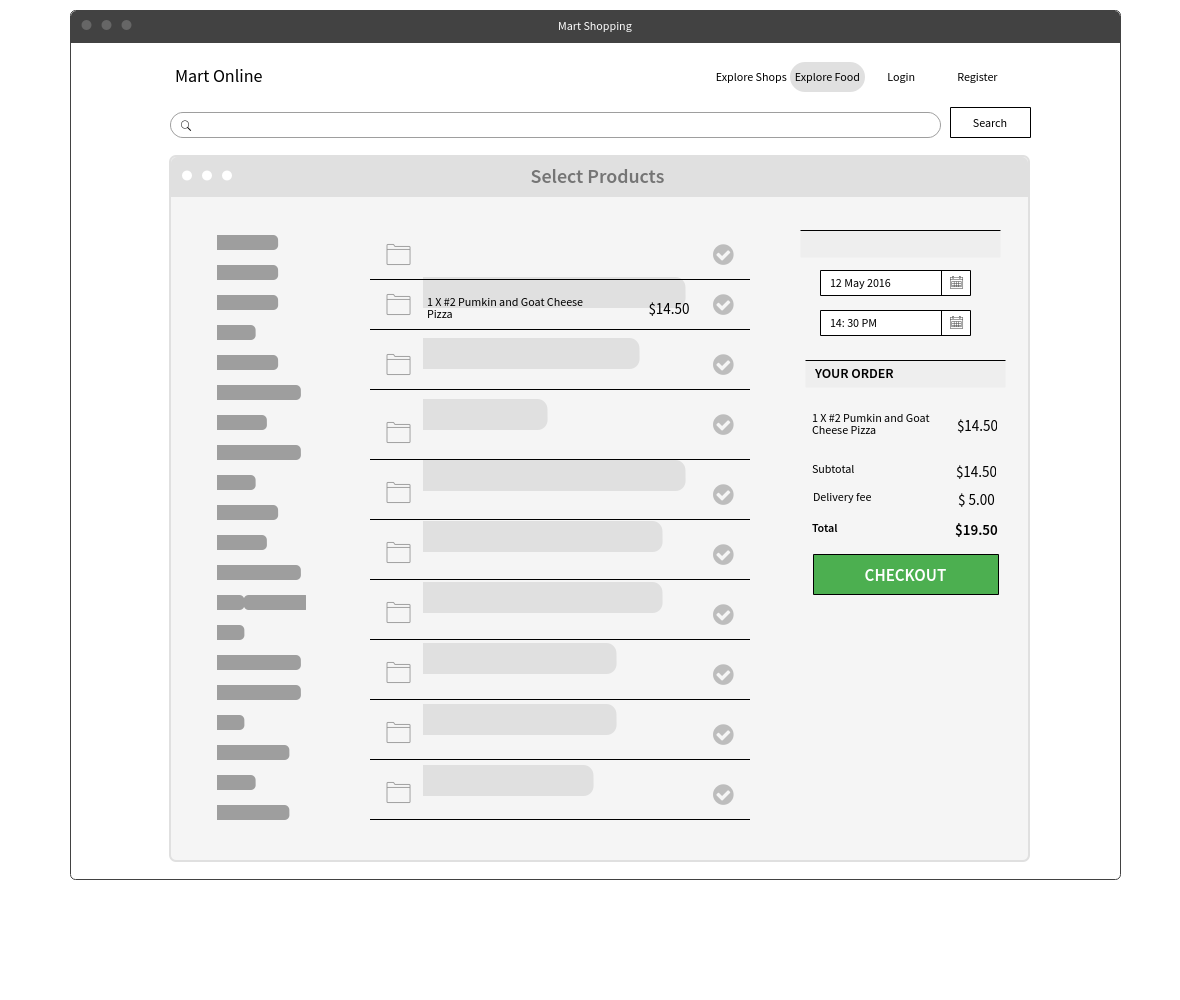 Mart Shopping
Mart Online
Explore Shops
Explore Food
Login
Register
Search
Select Products
1 X #2 Pumkin and Goat Cheese
Pizza
$14.50
12 May 2016
14: 30 PM
YOUR ORDER
1 X #2 Pumkin and Goat
Cheese Pizza
$14.50
Subtotal
$14.50
Delivery fee
$ 5.00
Total
$19.50
CHECKOUT